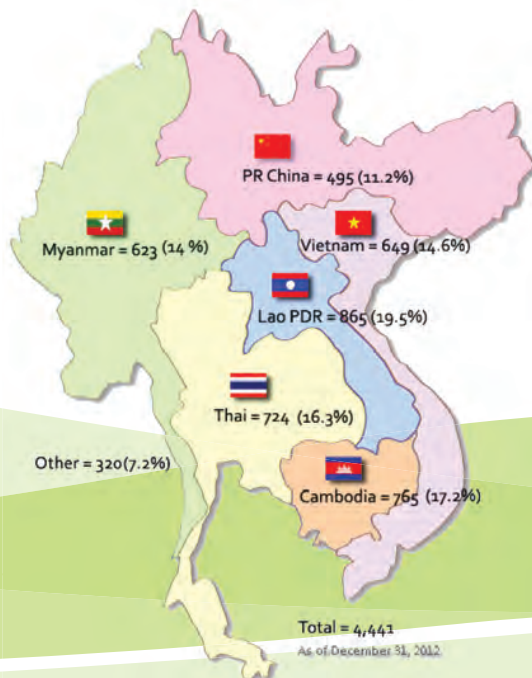 PR China = 495 (11.2%)
Myanmar = 623 (14 %)
Vietnam = 649 (14.6%)
Lao PDR = 865 (19.5%)
Thai = 724 (16.3%)
Other = 320(7.2%)
Cambodia = 765 (17.2%)
Total = 4,441
As of December 31, 2012